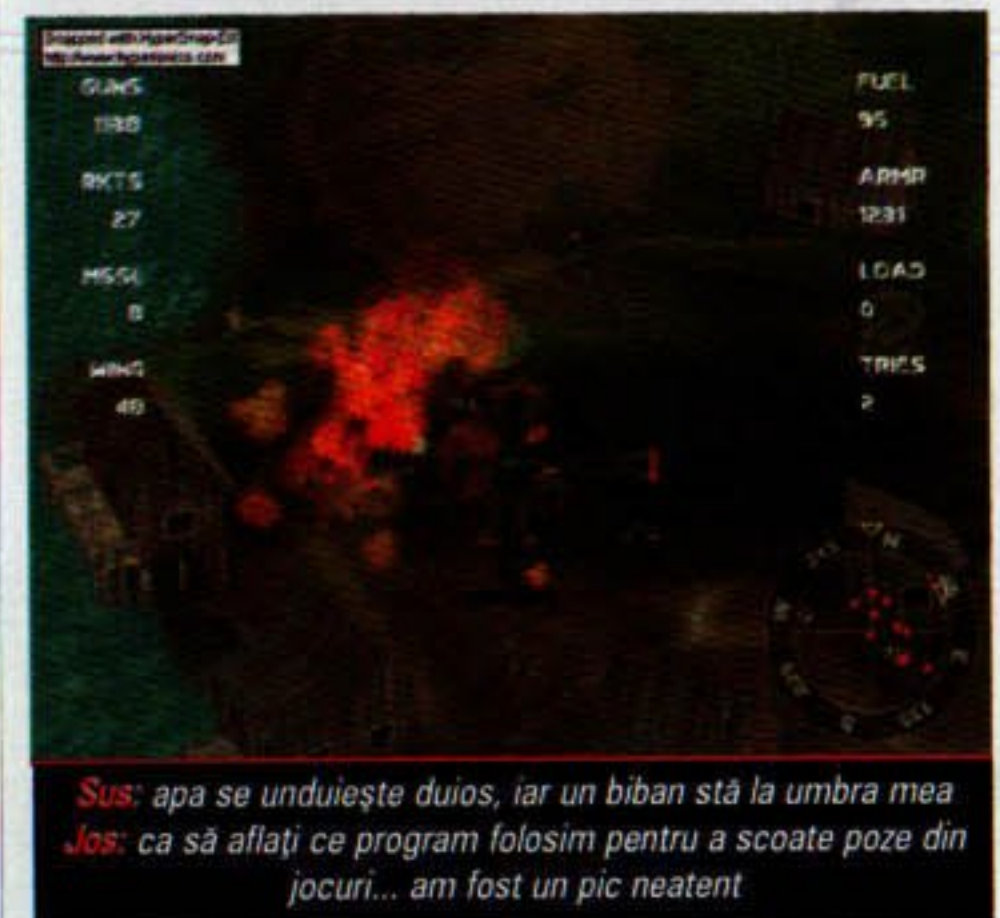 GUNS
RKTS
27
MSSL
8
FUEL
95
ARMR
1231
LOAD
0
TRIES
2
N
Sus: apa se unduiește duios, iar un biban stă la umbra mea
Jos: ca să aflaţi ce program folosim pentru a scoate poze din
jocuri... am fost un pic neatent